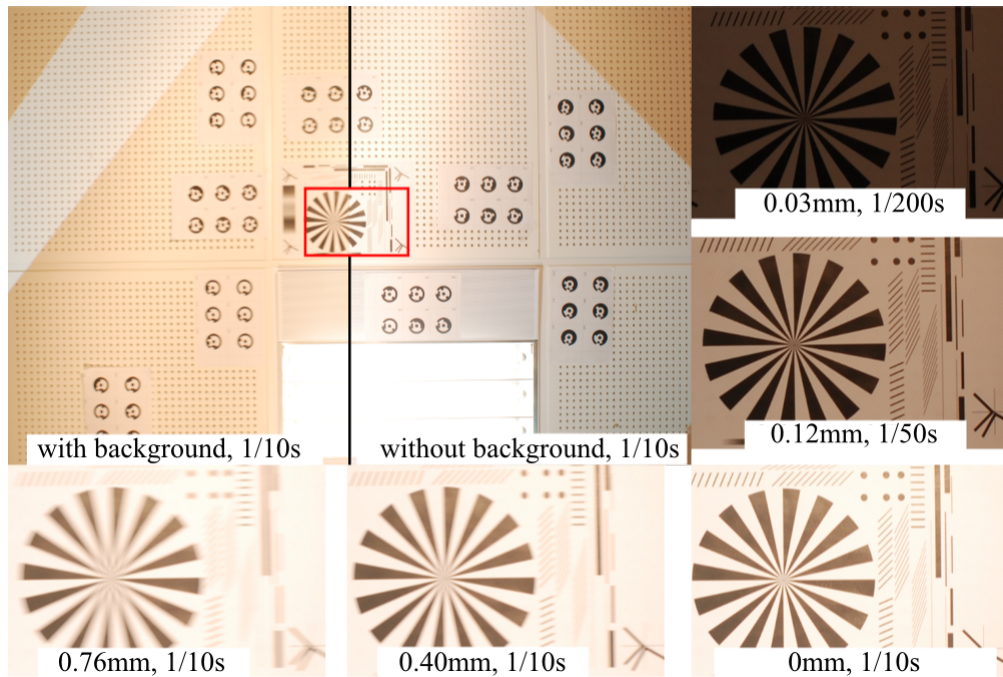 0.03mm, 1/200s
0.12mm, 1/50s
with background, 1/10s
without background, 1/10s
0.76mm, 1/10s
0.40mm, 1/10s
0mm, 1/10s